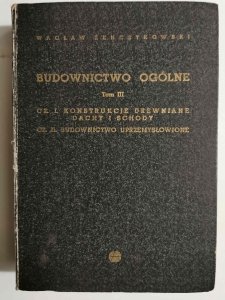 WACŁAW ŻENCZYKOWSKI
BUDOWNICTWO OGÓLNE
Tom III
CZ. I. KONSTRUKCJE DREWNIANE
DACHY I SCHODY
CZ. II. BUDOWNICTWO UPRZEMYSŁOWIONE